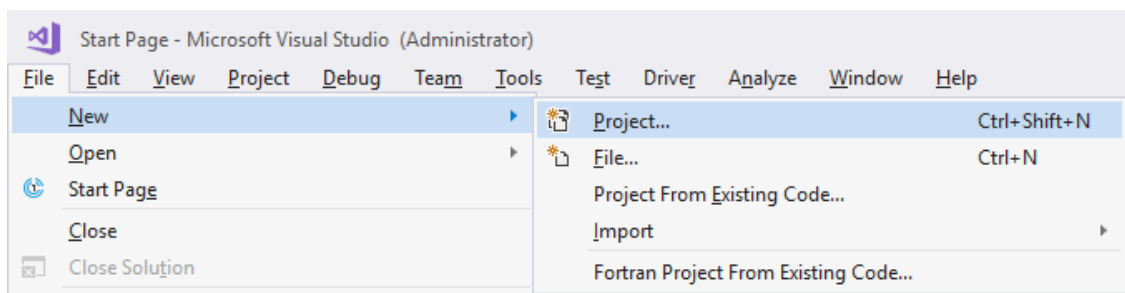 Start Page - Microsoft Visual Studio (Administrator)
File Edit View Project Debug Team Tools Test Driver Analyze Window Help
New Project... Ctrl+Shift+N
Open File... Ctrl+N
Start Page Project From Existing Code...
Close Import
Close Solution Fortran Project From Existing Code...